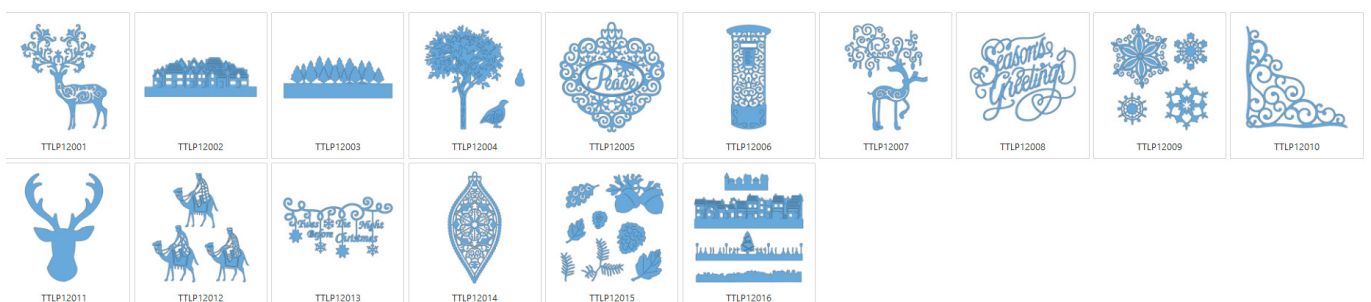 Peace
Season's
Greetings
TTLP12001
TTLP12002
TTLP12003
TTLP12004
TTLP12005
TTLP12006
TTLP12007
TTLP12008
TTLP12009
TTLP12010
'Twas The Night
Before Christmas
TTLP12011
TTLP12012
TTLP12013
TTLP12014
TTLP12015
TTLP12016